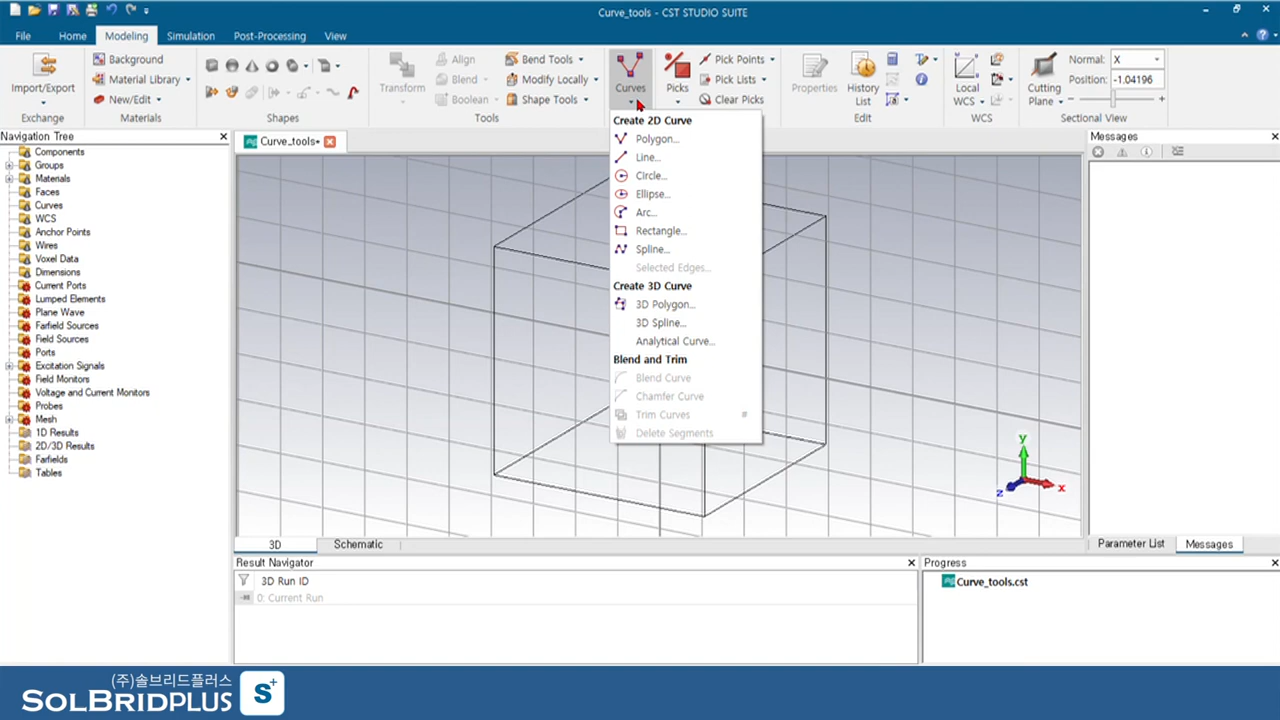 Curve_tools - CST STUDIO SUITE
File
Home
Modeling
Simulation
Post-Processing
View
Import/Export
Exchange
Background
Material Library
New/Edit
Materials
Shapes
Transform
Align
Blend
Boolean
Bend Tools
Modify Locally
Shape Tools
Tools
Curves
Picks
Pick Points
Pick Lists
Clear Picks
Properties
History
List
Edit
Local
WCS
WCS
Cutting
Plane
Normal: X
Position: -1.04196
Sectional View
Navigation Tree
Components
Groups
Materials
Faces
Curves
WCS
Anchor Points
Wires
Voxel Data
Dimensions
Current Ports
Lumped Elements
Plane Wave
Farfield Sources
Field Sources
Ports
Excitation Signals
Field Monitors
Voltage and Current Monitors
Probes
Mesh
1D Results
2D/3D Results
Farfields
Tables
Curve_tools*
Create 2D Curve
Polygon...
Line...
Circle...
Ellipse...
Arc...
Rectangle...
Spline...
Selected Edges...
Create 3D Curve
3D Polygon...
3D Spline...
Analytical Curve...
Blend and Trim
Blend Curve
Chamfer Curve
Trim Curves #
Delete Segments
y
z
x
3D
Schematic
Messages
Parameter List
Messages
Result Navigator
3D Run ID
0: Current Run
Progress
Curve_tools.cst
(주)솔브리드플러스
SOLBRIDPLUS
S+